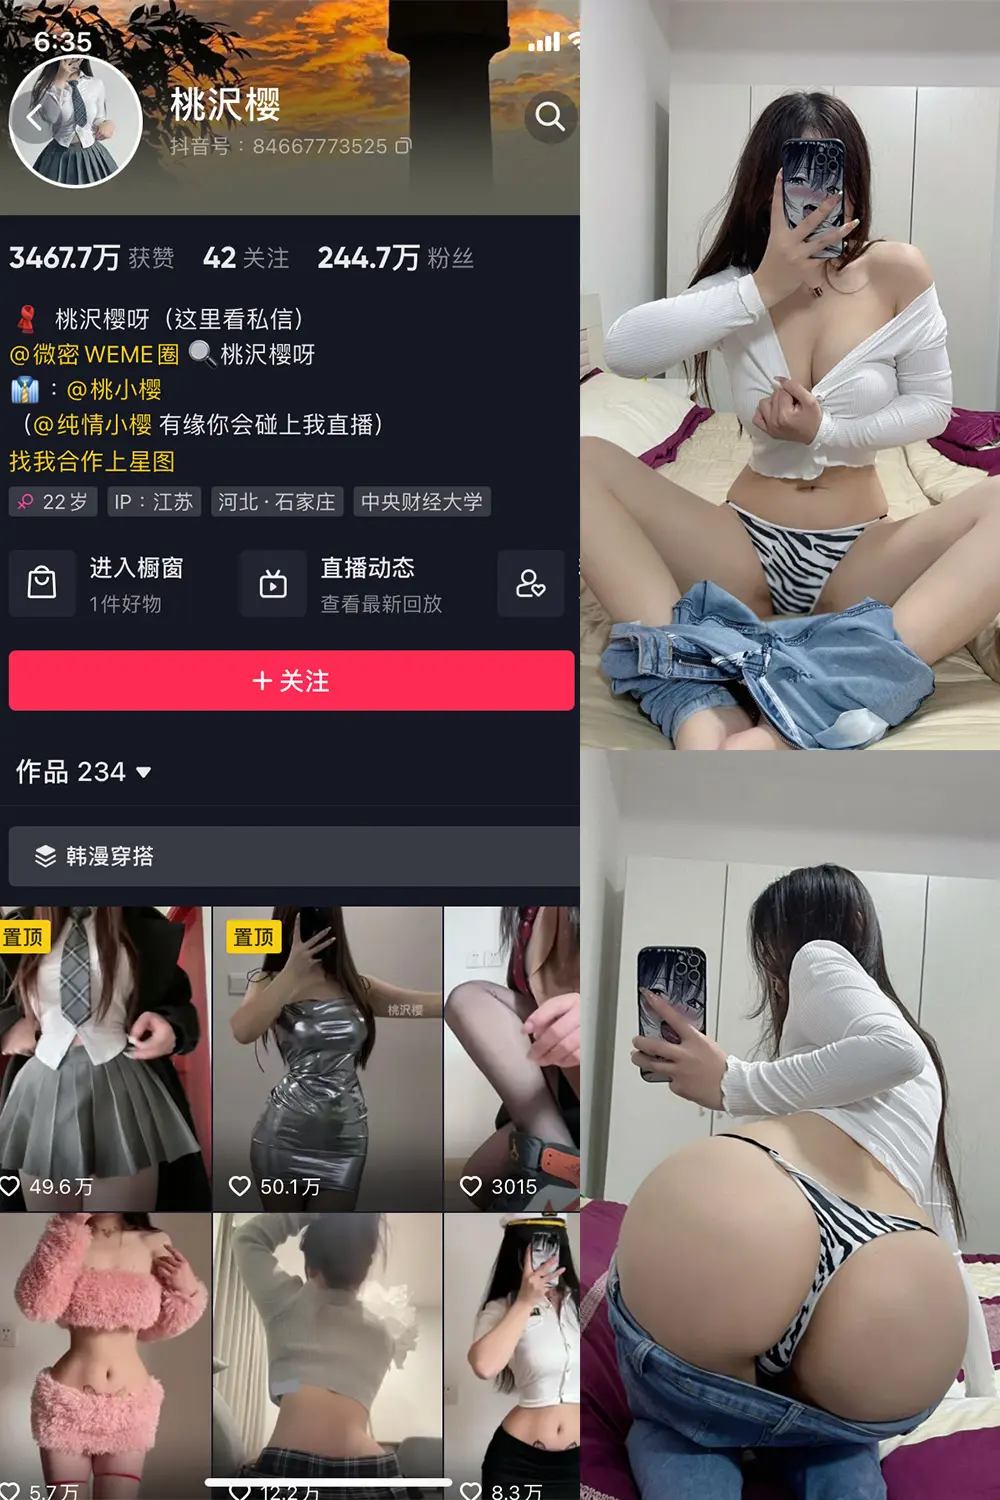 6:35
桃沢樱
抖音号：84667773525
3467.7万 获赞 42 关注 244.7万 粉丝
桃沢樱呀（这里看私信）
@微密WEME圈 桃沢樱呀
：@桃小樱
（@纯情小樱 有缘你会碰上我直播）
找我合作上星图
22岁 IP：江苏 河北·石家庄 中央财经大学
进入橱窗 直播动态
1件好物 查看最新回放
+ 关注
作品 234
韩漫穿搭
置顶 置顶
桃沢樱
49.6万 50.1万 3015
5.7万 12.2万 8.3万